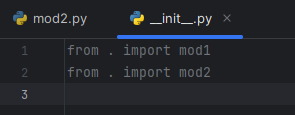 mod2.py __init__.py ×
1 from . import mod1
2 from . import mod2
3